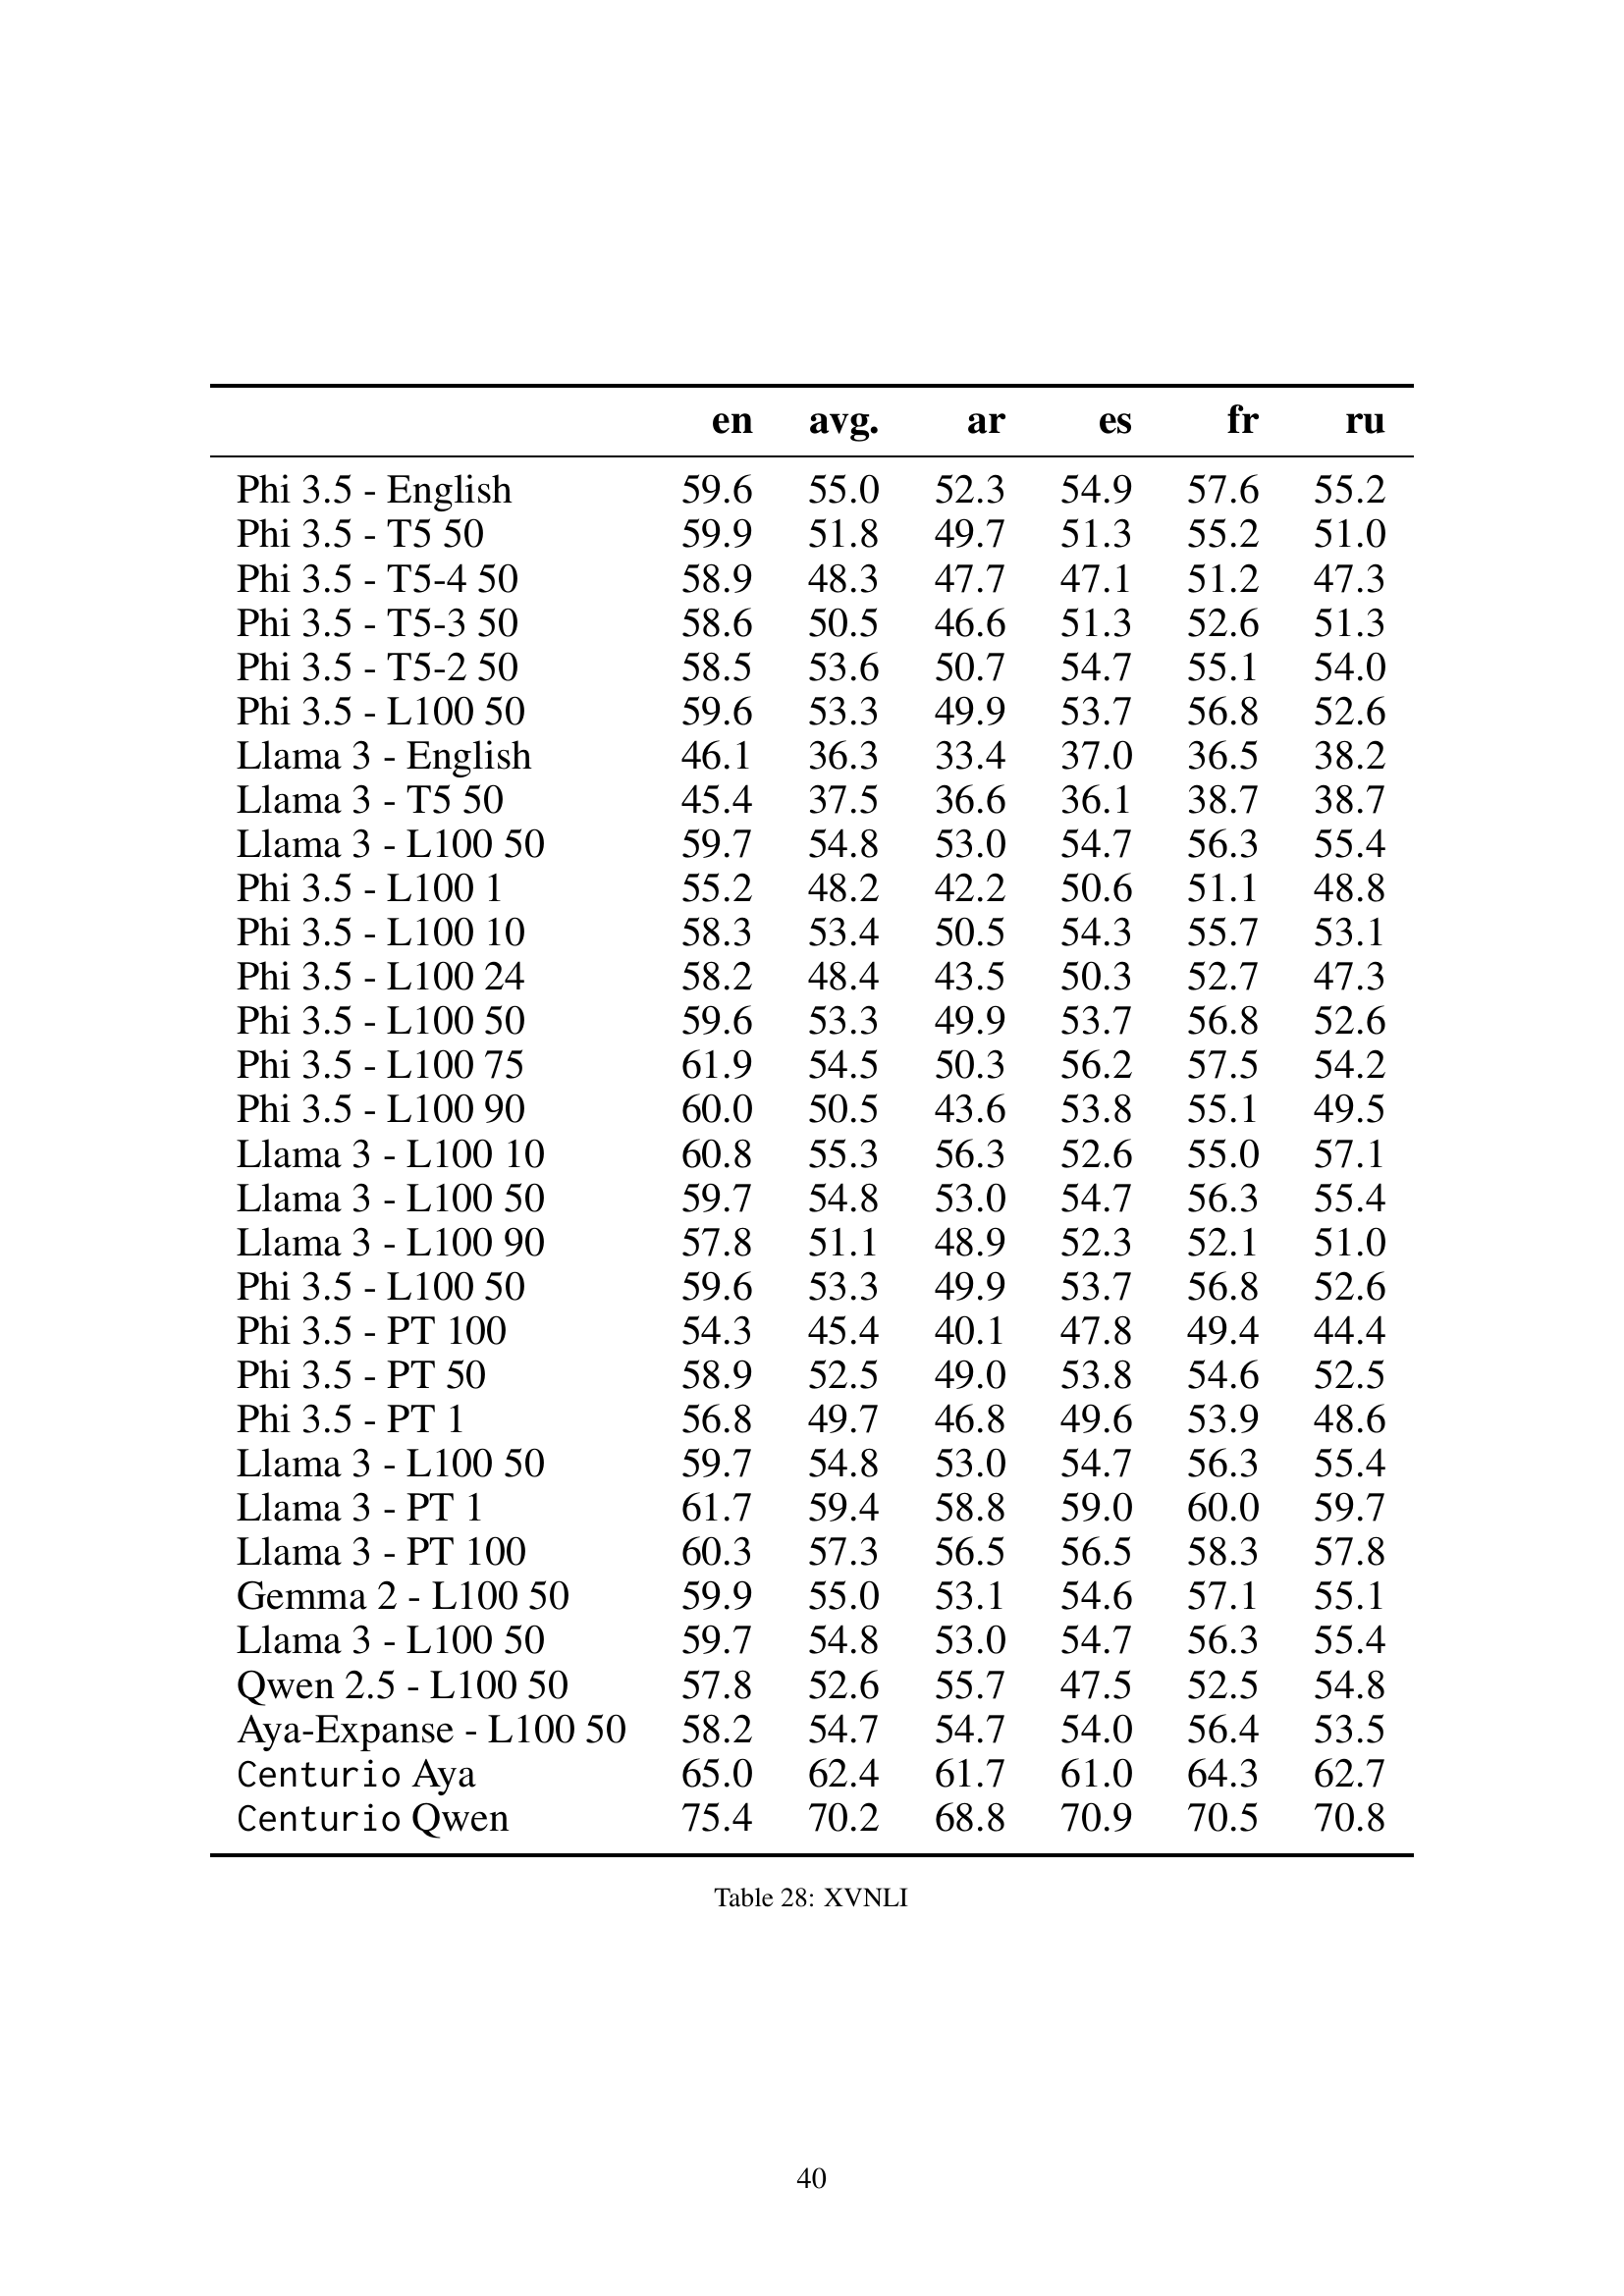 en avg. ar es fr ru
Phi 3.5 - English 59.6 55.0 52.3 54.9 57.6 55.2
Phi 3.5 - T5 50 59.9 51.8 49.7 51.3 55.2 51.0
Phi 3.5 - T5-4 50 58.9 48.3 47.7 47.1 51.2 47.3
Phi 3.5 - T5-3 50 58.6 50.5 46.6 51.3 52.6 51.3
Phi 3.5 - T5-2 50 58.5 53.6 50.7 54.7 55.1 54.0
Phi 3.5 - L100 50 59.6 53.3 49.9 53.7 56.8 52.6
Llama 3 - English 46.1 36.3 33.4 37.0 36.5 38.2
Llama 3 - T5 50 45.4 37.5 36.6 36.1 38.7 38.7
Llama 3 - L100 50 59.7 54.8 53.0 54.7 56.3 55.4
Phi 3.5 - L100 1 55.2 48.2 42.2 50.6 51.1 48.8
Phi 3.5 - L100 10 58.3 53.4 50.5 54.3 55.7 53.1
Phi 3.5 - L100 24 58.2 48.4 43.5 50.3 52.7 47.3
Phi 3.5 - L100 50 59.6 53.3 49.9 53.7 56.8 52.6
Phi 3.5 - L100 75 61.9 54.5 50.3 56.2 57.5 54.2
Phi 3.5 - L100 90 60.0 50.5 43.6 53.8 55.1 49.5
Llama 3 - L100 10 60.8 55.3 56.3 52.6 55.0 57.1
Llama 3 - L100 50 59.7 54.8 53.0 54.7 56.3 55.4
Llama 3 - L100 90 57.8 51.1 48.9 52.3 52.1 51.0
Phi 3.5 - L100 50 59.6 53.3 49.9 53.7 56.8 52.6
Phi 3.5 - PT 100 54.3 45.4 40.1 47.8 49.4 44.4
Phi 3.5 - PT 50 58.9 52.5 49.0 53.8 54.6 52.5
Phi 3.5 - PT 1 56.8 49.7 46.8 49.6 53.9 48.6
Llama 3 - L100 50 59.7 54.8 53.0 54.7 56.3 55.4
Llama 3 - PT 1 61.7 59.4 58.8 59.0 60.0 59.7
Llama 3 - PT 100 60.3 57.3 56.5 56.5 58.3 57.8
Gemma 2 - L100 50 59.9 55.0 53.1 54.6 57.1 55.1
Llama 3 - L100 50 59.7 54.8 53.0 54.7 56.3 55.4
Qwen 2.5 - L100 50 57.8 52.6 55.7 47.5 52.5 54.8
Aya-Expanse - L100 50 58.2 54.7 54.7 54.0 56.4 53.5
Centurio Aya 65.0 62.4 61.7 61.0 64.3 62.7
Centurio Qwen 75.4 70.2 68.8 70.9 70.5 70.8
Table 28: XVNLI
40